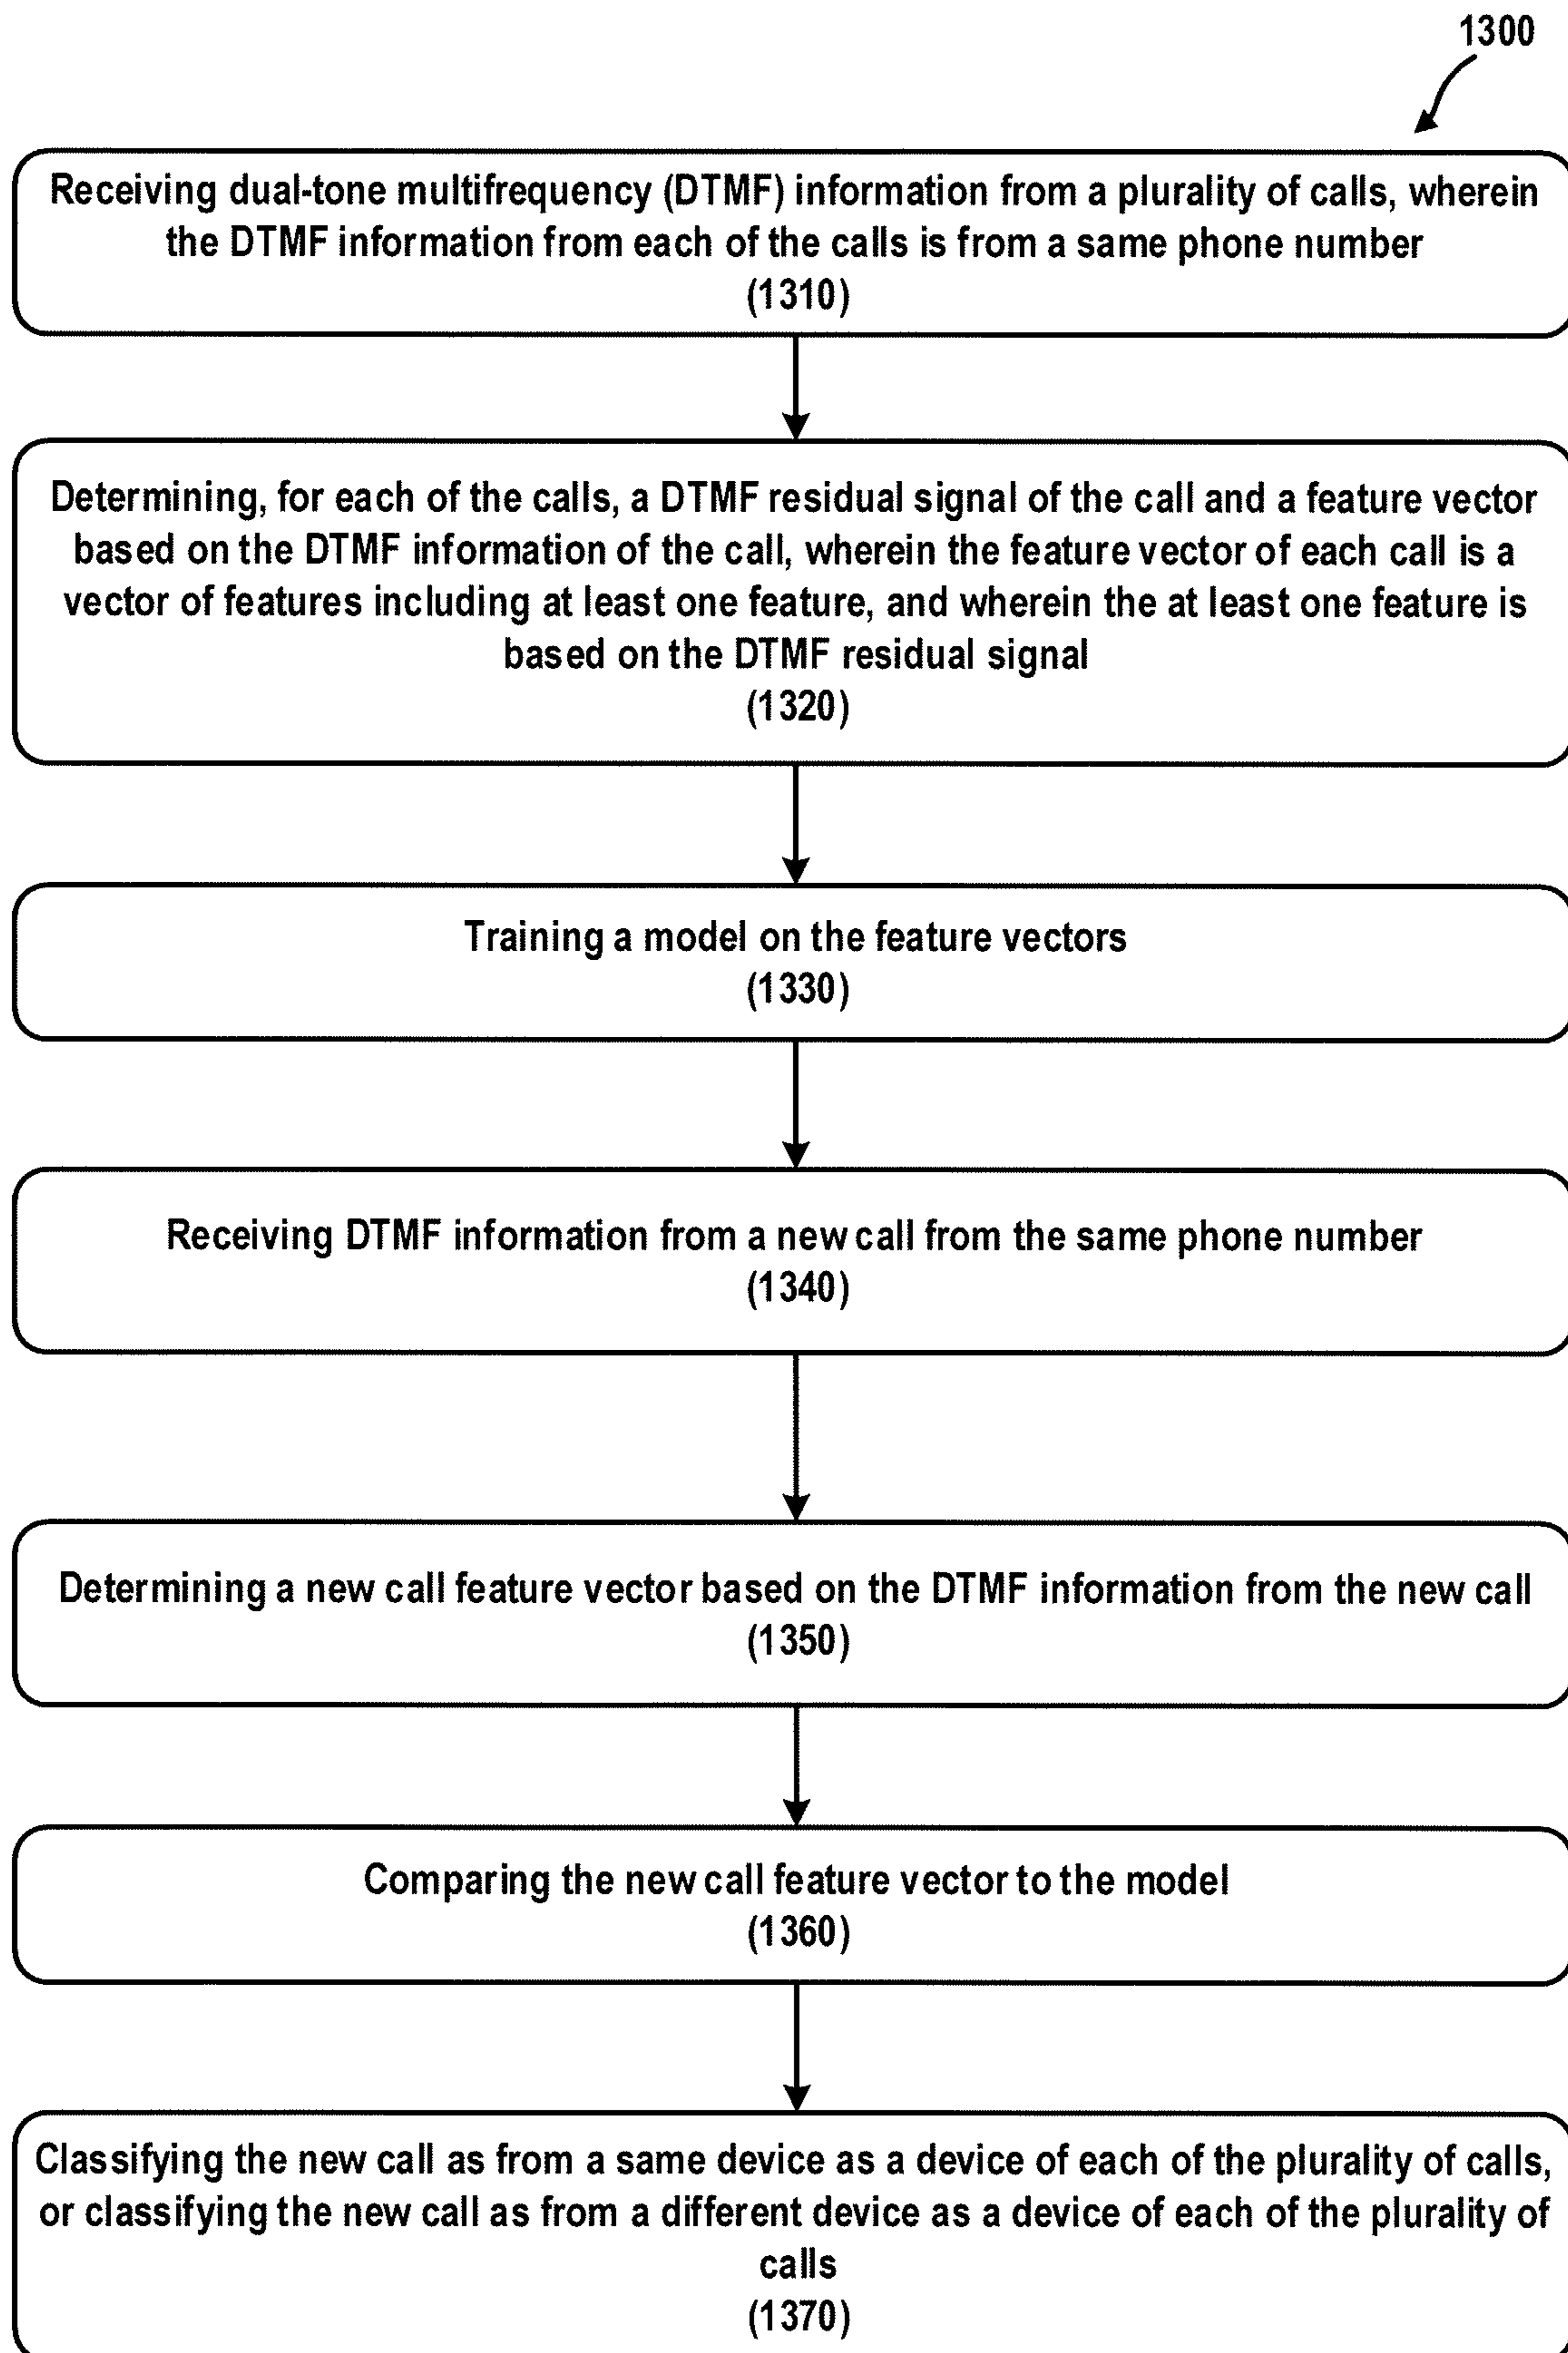 1300
Receiving dual-tone multifrequency (DTMF) information from a plurality of calls, wherein
the DTMF information from each of the calls is from a same phone number
(1310)
Determining, for each of the calls, a DTMF residual signal of the call and a feature vector
based on the DTMF information of the call, wherein the feature vector of each call is a
vector of features including at least one feature, and wherein the at least one feature is
based on the DTMF residual signal
(1320)
Training a model on the feature vectors
(1330)
Receiving DTMF information from a new call from the same phone number
(1340)
Determining a new call feature vector based on the DTMF information from the new call
(1350)
Comparing the new call feature vector to the model
(1360)
Classifying the new call as from a same device as a device of each of the plurality of calls,
or classifying the new call as from a different device as a device of each of the plurality of
calls
(1370)